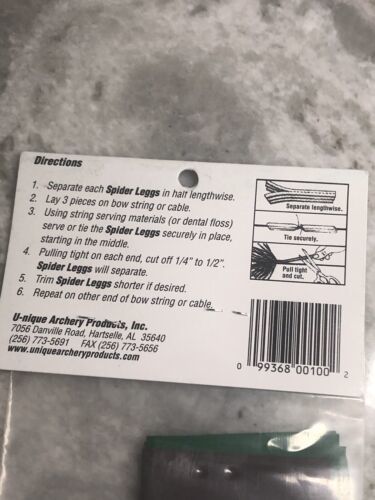 Directions
1. Separate each Spider Leggs in half lengthwise.
2. Lay 3 pieces on bow string or cable.
3. Using string serving materials (or dental floss)
serve or tie the Spider Leggs securely in place,
starting in the middle.
4. Pulling tight on each end, cut off 1/4" to 1/2".
Spider Leggs will separate.
5. Trim Spider Leggs shorter if desired.
6. Repeat on other end of bow string or cable.
Separate lengthwise.
Tie securely.
Pull tight
and cut.
U-nique Archery Products, Inc.
7056 Danville Road, Hartselle, AL 35640
(256) 773-5691 FAX (256) 773-5656
www.uniquearcheryproducts.com
0 99368 00100 2